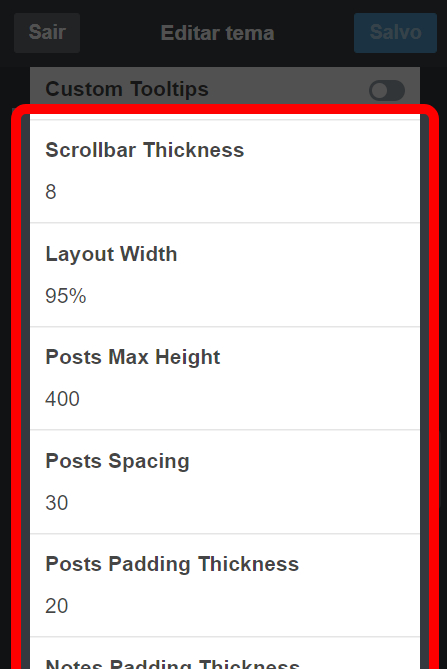 Sair
Editar tema
Salvo
Custom Tooltips
Scrollbar Thickness
8
Layout Width
95%
Posts Max Height
400
Posts Spacing
30
Posts Padding Thickness
20
Notes Padding Thickness